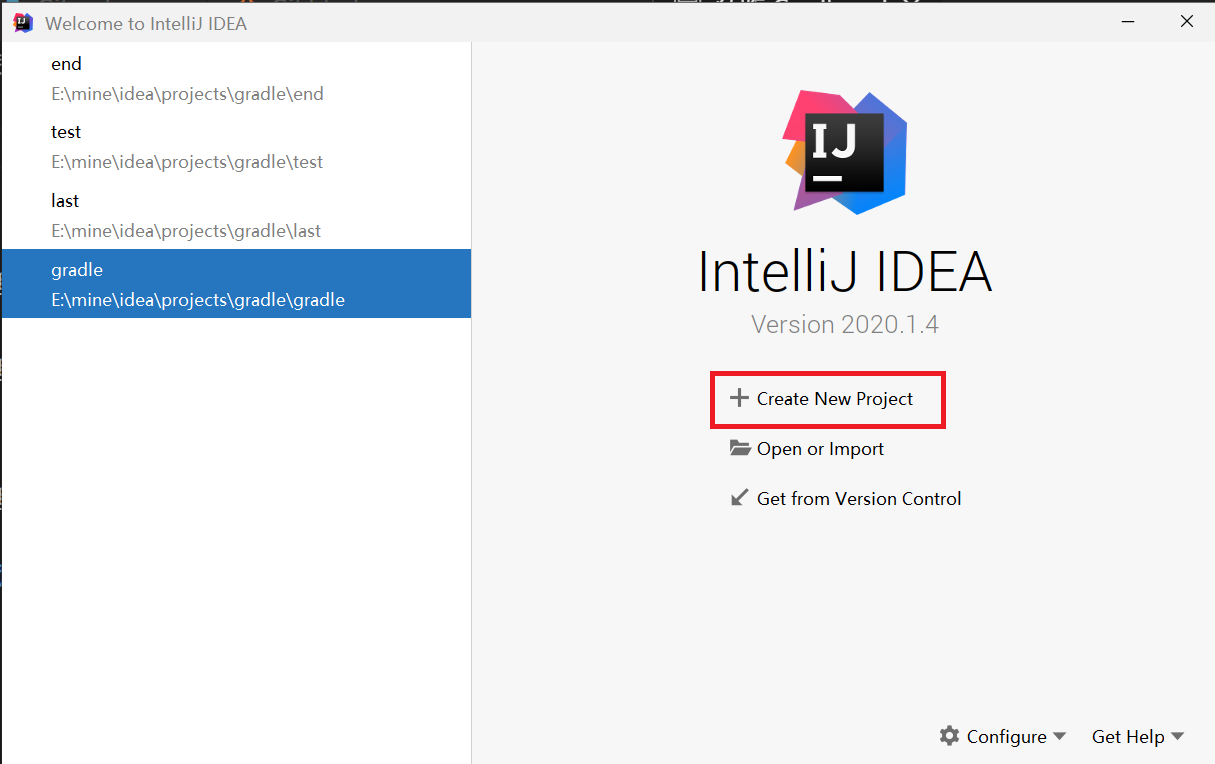 Welcome to IntelliJ IDEA
end
E:\mine\idea\projects\gradle\end
test
E:\mine\idea\projects\gradle\test
last
E:\mine\idea\projects\gradle\last
gradle
E:\mine\idea\projects\gradle\gradle
IJ
IntelliJ IDEA
Version 2020.1.4
Create New Project
Open or Import
Get from Version Control
Configure
Get Help